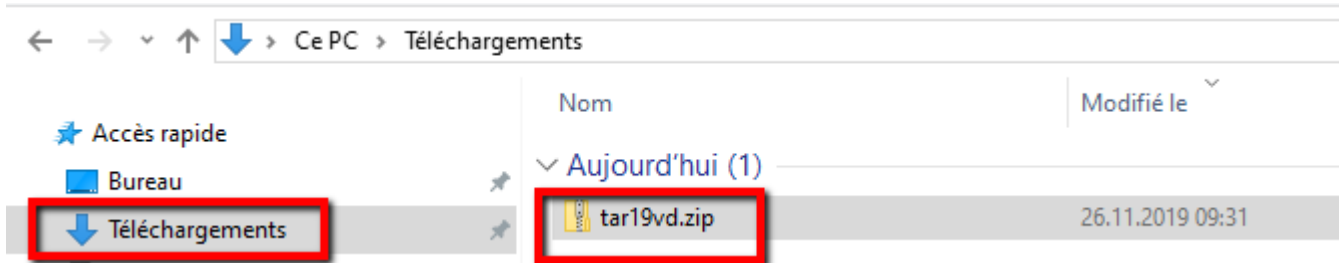 Ce PC > Téléchargements
Nom
Modifié le
Accès rapide
Aujourd'hui (1)
Bureau
tar19vd.zip
26.11.2019 09:31
Téléchargements